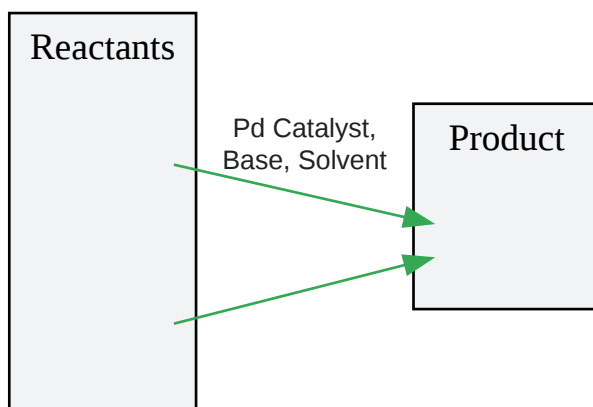 Reactants
Pd Catalyst,
Base, Solvent
Product